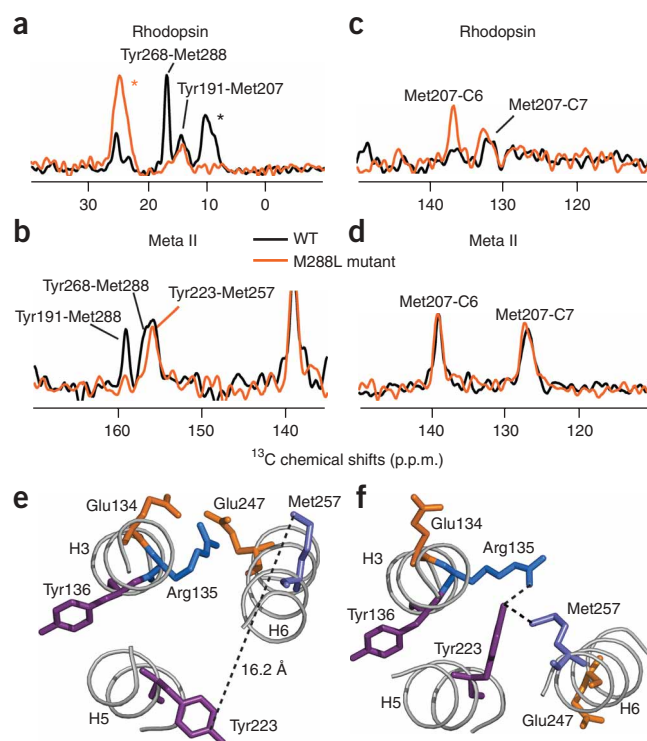 a
Rhodopsin
Tyr268-Met288
Tyr191-Met207
*
*
30 20 10 0
c
Rhodopsin
Met207-C6
Met207-C7
140 130 120
b
Meta II
WT
M288L mutant
Tyr268-Met288
Tyr223-Met257
Tyr191-Met288
160 150 140
d
Meta II
Met207-C6
Met207-C7
140 130 120
13C chemical shifts (p.p.m.)
e
Glu134
Glu247
Met257
H3
Tyr136
Arg135
H6
16.2 Å
H5
Tyr223
f
Glu134
H3
Arg135
Tyr136
Met257
Tyr223
H5
H6
Glu247